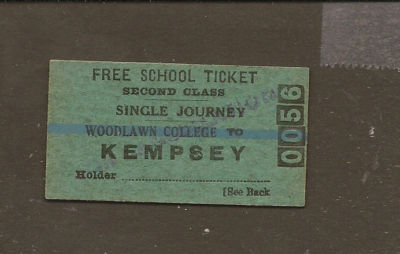 FREE SCHOOL TICKET
SECOND CLASS
SINGLE JOURNEY
WOODLAWN COLLEGE TO
KEMPSEY
Holder
[See Back
0056